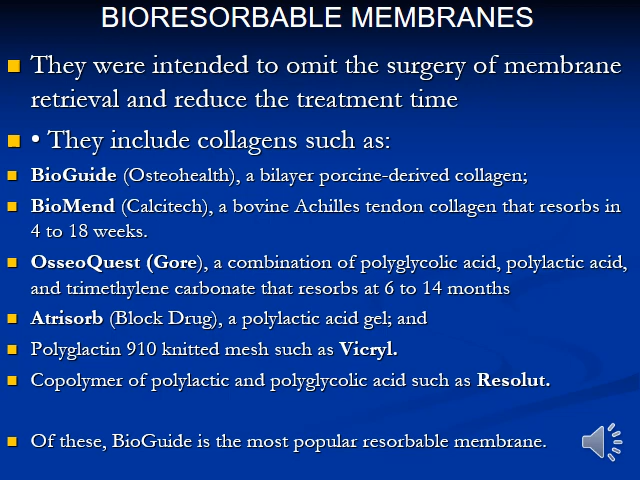 BIORESORBABLE MEMBRANES
They were intended to omit the surgery of membrane
retrieval and reduce the treatment time
• They include collagens such as:
BioGuide (Osteohealth), a bilayer porcine-derived collagen;
BioMend (Calcitech), a bovine Achilles tendon collagen that resorbs in
4 to 18 weeks.
OsseoQuest (Gore), a combination of polyglycolic acid, polylactic acid,
and trimethylene carbonate that resorbs at 6 to 14 months
Atrisorb (Block Drug), a polylactic acid gel; and
Polyglactin 910 knitted mesh such as Vicryl.
Copolymer of polylactic and polyglycolic acid such as Resolut.
Of these, BioGuide is the most popular resorbable membrane.